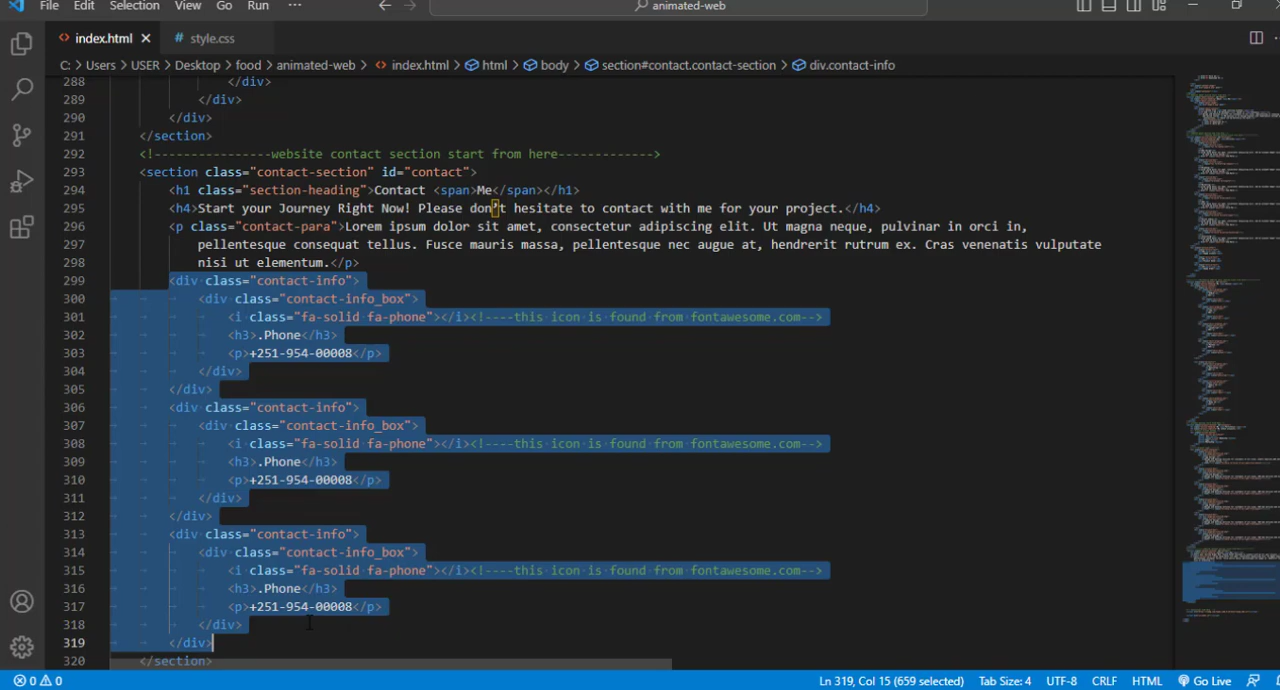 File Edit Selection View Go Run ··· animated-web
index.html style.css
C: > Users > USER > Desktop > food > animated-web > index.html > html > body > section#contact.contact-section > div.contact-info
288 </div>
289 </div>
290 </div>
291 </section>
292 <!----------------website contact section start from here------------->
293 <section class="contact-section" id="contact">
294 <h1 class="section-heading">Contact <span>Me</span></h1>
295 <h4>Start your Journey Right Now! Please don’t hesitate to contact with me for your project.</h4>
296 <p class="contact-para">Lorem ipsum dolor sit amet, consectetur adipiscing elit. Ut magna neque, pulvinar in orci in,
297 pellentesque consequat tellus. Fusce mauris massa, pellentesque nec augue at, hendrerit rutrum ex. Cras venenatis vulputate
298 nisi ut elementum.</p>
299 <div class="contact-info">
300 <div class="contact-info_box">
301 <i class="fa-solid fa-phone"></i><!----this icon is found from fontawesome.com-->
302 <h3>.Phone</h3>
303 <p>+251-954-00008</p>
304 </div>
305 </div>
306 <div class="contact-info">
307 <div class="contact-info_box">
308 <i class="fa-solid fa-phone"></i><!----this icon is found from fontawesome.com-->
309 <h3>.Phone</h3>
310 <p>+251-954-00008</p>
311 </div>
312 </div>
313 <div class="contact-info">
314 <div class="contact-info_box">
315 <i class="fa-solid fa-phone"></i><!----this icon is found from fontawesome.com-->
316 <h3>.Phone</h3>
317 <p>+251-954-00008</p>
318 </div>
319 </div>
320 </section>
0 0 Ln 319, Col 15 (659 selected) Tab Size: 4 UTF-8 CRLF HTML Go Live